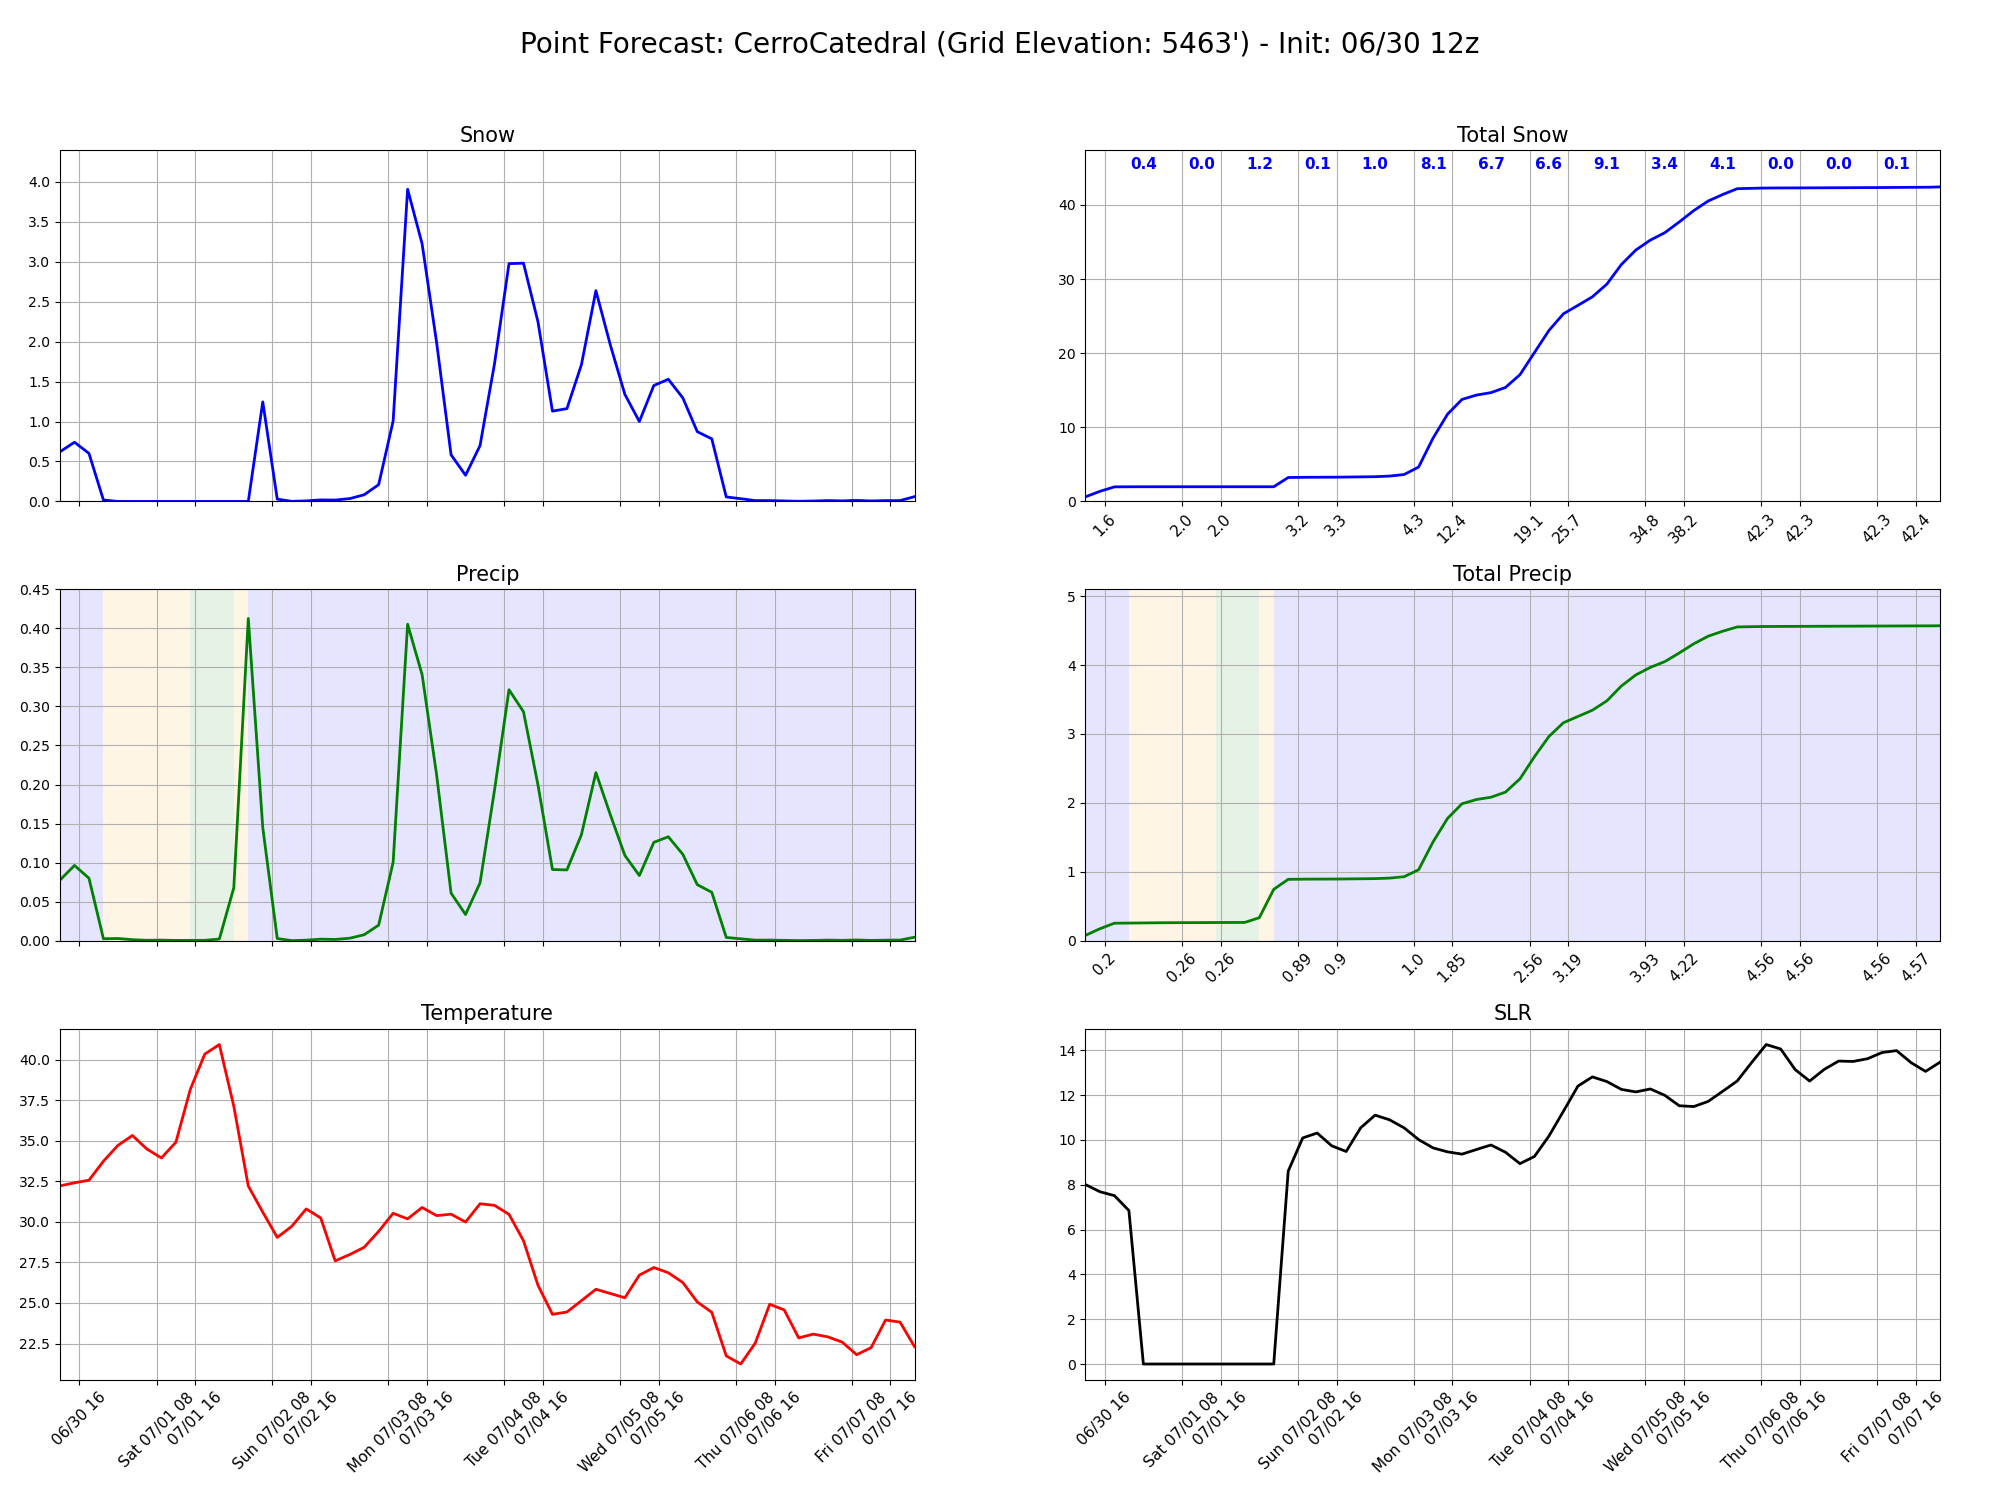 Point Forecast: CerroCatedral (Grid Elevation: 5463') - Init: 06/30 12z
Snow
4.0
3.5
3.0
2.5
2.0
1.5
1.0
0.5
0.0
Total Snow
0.4 0.0 1.2 0.1 1.0 8.1 6.7 6.6 9.1 3.4 4.1 0.0 0.0 0.1
40
30
20
10
0
1.6 2.0 2.0 3.2 3.3 4.3 12.4 19.1 25.7 34.8 38.2 42.3 42.3 42.3 42.4
Precip
0.45
0.40
0.35
0.30
0.25
0.20
0.15
0.10
0.05
0.00
Total Precip
5
4
3
2
1
0
0.2 0.26 0.26 0.89 0.9 1.0 1.85 2.56 3.19 3.93 4.22 4.56 4.56 4.56 4.57
Temperature
40.0
37.5
35.0
32.5
30.0
27.5
25.0
22.5
06/30 16
Sat 07/01 08
07/01 16
Sun 07/02 08
07/02 16
Mon 07/03 08
07/03 16
Tue 07/04 08
07/04 16
Wed 07/05 08
07/05 16
Thu 07/06 08
07/06 16
Fri 07/07 08
07/07 16
SLR
14
12
10
8
6
4
2
0
06/30 16
Sat 07/01 08
07/01 16
Sun 07/02 08
07/02 16
Mon 07/03 08
07/03 16
Tue 07/04 08
07/04 16
Wed 07/05 08
07/05 16
Thu 07/06 08
07/06 16
Fri 07/07 08
07/07 16